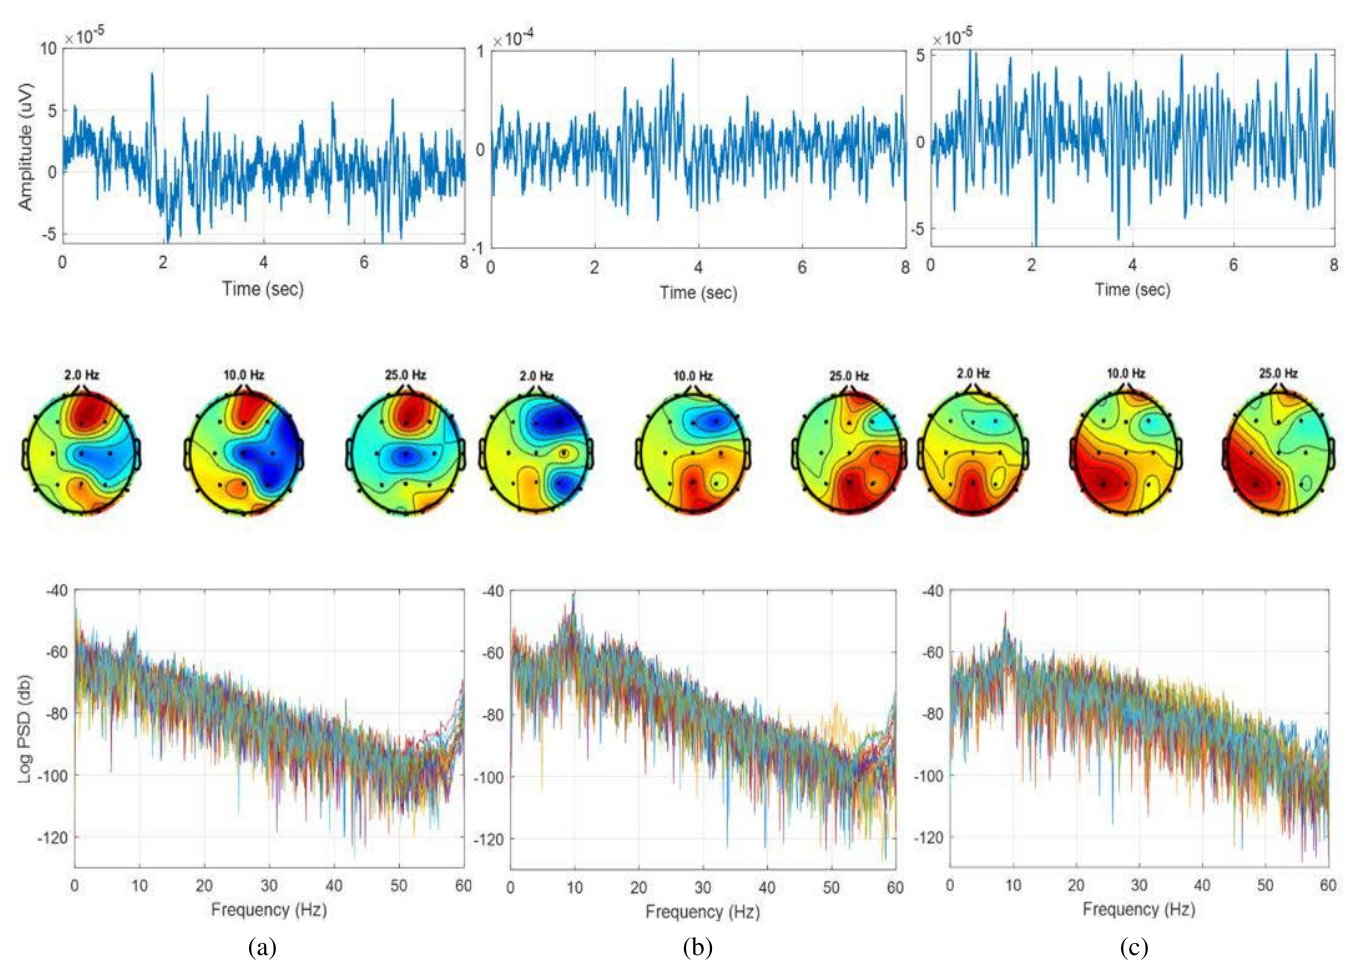 ×10⁻⁵
10
5
0
-5
Amplitude (uV)
0 2 4 6 8
Time (sec)
×10⁻⁴
1
0
-1
0 2 4 6 8
Time (sec)
×10⁻⁵
5
0
-5
0 2 4 6 8
Time (sec)
2.0 Hz 10.0 Hz 25.0 Hz 2.0 Hz 10.0 Hz 25.0 Hz 2.0 Hz 10.0 Hz 25.0 Hz
-40
-60
-80
-100
-120
Log PSD (db)
0 10 20 30 40 50 60
Frequency (Hz)
-40
-60
-80
-100
-120
0 10 20 30 40 50 60
Frequency (Hz)
-40
-60
-80
-100
-120
0 10 20 30 40 50 60
Frequency (Hz)
(a) (b) (c)